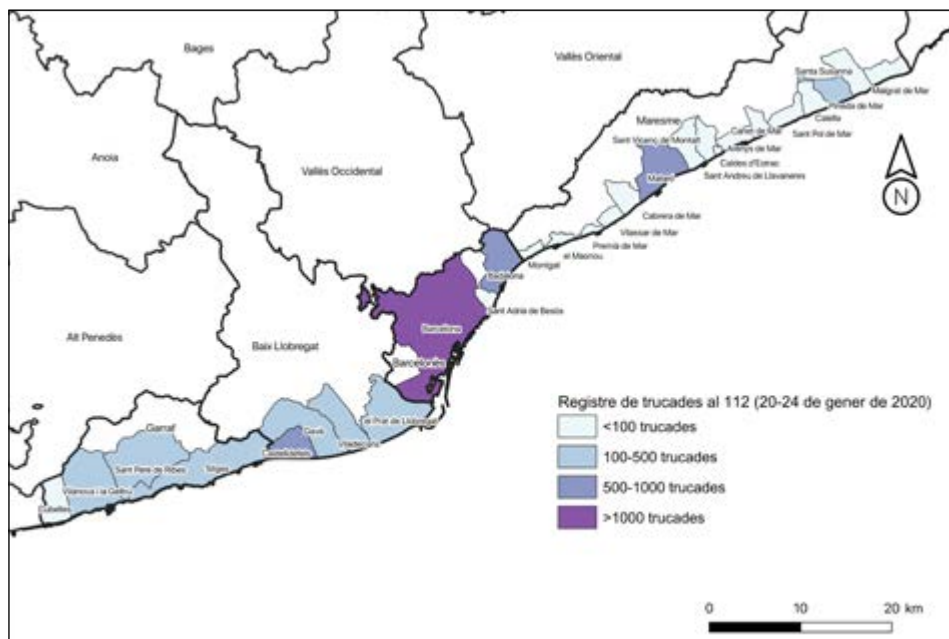 Bages
Vallès Oriental
Santa Susanna
Malgrat de Mar
Pineda de Mar
Calella
Sant Pol de Mar
Maresme
Canet de Mar
Sant Vicenç de Montalt
Arenys de Mar
Caldes d'Estrac
Sant Andreu de Llavaneres
Mataró
Cabrera de Mar
Vilassar de Mar
Premià de Mar
el Masnou
Montgat
Anoia
Vallès Occidental
N
Badalona
Sant Adrià de Besòs
Barcelona
Alt Penedès
Baix Llobregat
Barcelonès
el Prat de Llobregat
Garraf
Gavà
Viladecans
Castelldefels
Sant Pere de Ribes
Sitges
Vilanova i la Geltrú
Cubelles
Registre de trucades al 112 (20-24 de gener de 2020)
<100 trucades
100-500 trucades
500-1000 trucades
>1000 trucades
0 10 20 km